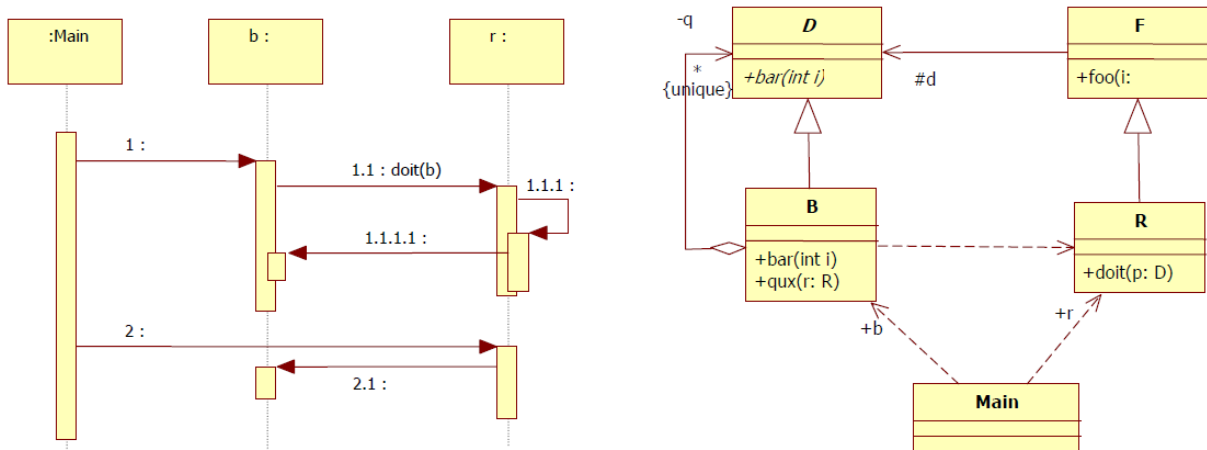 :Main
b :
r :
1 :
1.1 : doit(b)
1.1.1 :
1.1.1.1 :
2 :
2.1 :
-q
D
+bar(int i)
*
{unique}
#d
F
+foo(i:
B
+bar(int i)
+qux(r: R)
R
+doit(p: D)
+b
+r
Main